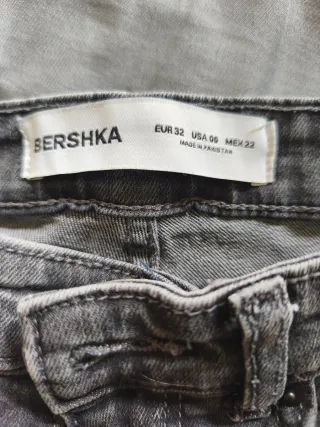 BERSHKA
EUR 32 USA 00 MEX 22
MADE IN PAKISTAN